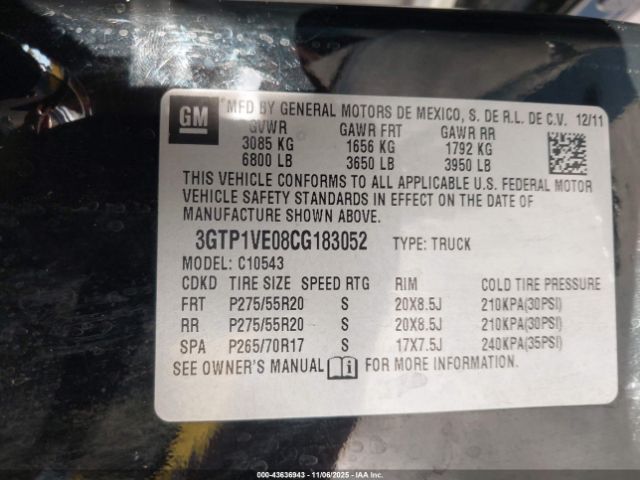 GM MFD BY GENERAL MOTORS DE MEXICO, S. DE R.L. DE C.V. 12/11
GVWR GAWR FRT GAWR RR
3085 KG 1656 KG 1792 KG
6800 LB 3650 LB 3950 LB
THIS VEHICLE CONFORMS TO ALL APPLICABLE U.S. FEDERAL MOTOR
VEHICLE SAFETY STANDARDS IN EFFECT ON THE DATE OF
MANUFACTURE SHOWN ABOVE.
3GTP1VE08CG183052 TYPE: TRUCK
MODEL: C10543
CDKD TIRE SIZE SPEED RTG RIM COLD TIRE PRESSURE
FRT P275/55R20 S 20X8.5J 210KPA(30PSI)
RR P275/55R20 S 20X8.5J 210KPA(30PSI)
SPA P265/70R17 S 17X7.5J 240KPA(35PSI)
SEE OWNER'S MANUAL i FOR MORE INFORMATION.
000-43636943 | 11/06/2025 | Copyright IAA, Inc.